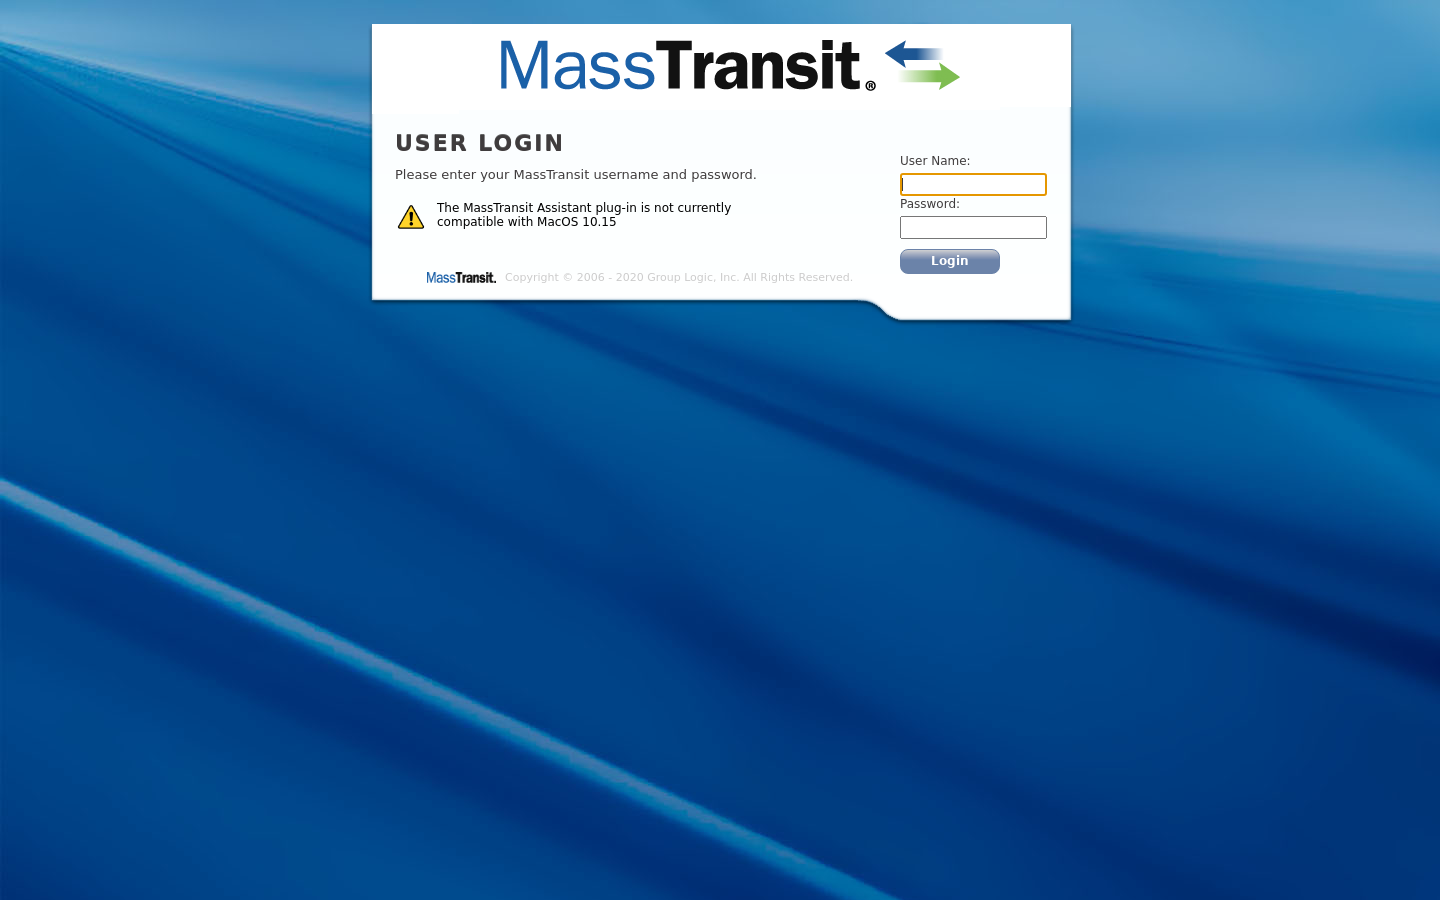 MassTransit®
USER LOGIN
Please enter your MassTransit username and password.
The MassTransit Assistant plug-in is not currently
compatible with MacOS 10.15
User Name:
Password:
Login
MassTransit. Copyright © 2006 - 2020 Group Logic, Inc. All Rights Reserved.